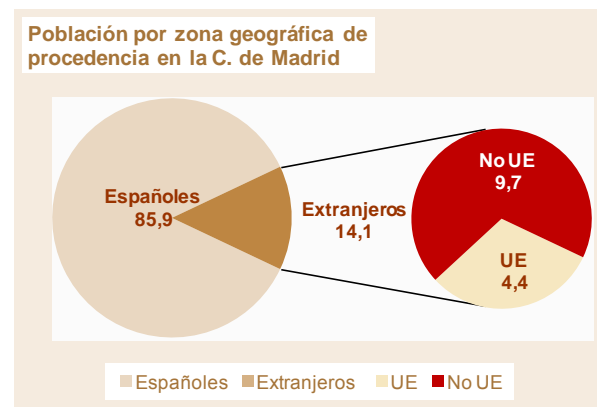 Población por zona geográfica de
procedencia en la C. de Madrid
Españoles
85,9
Extranjeros
14,1
No UE
9,7
UE
4,4
Españoles Extranjeros UE No UE